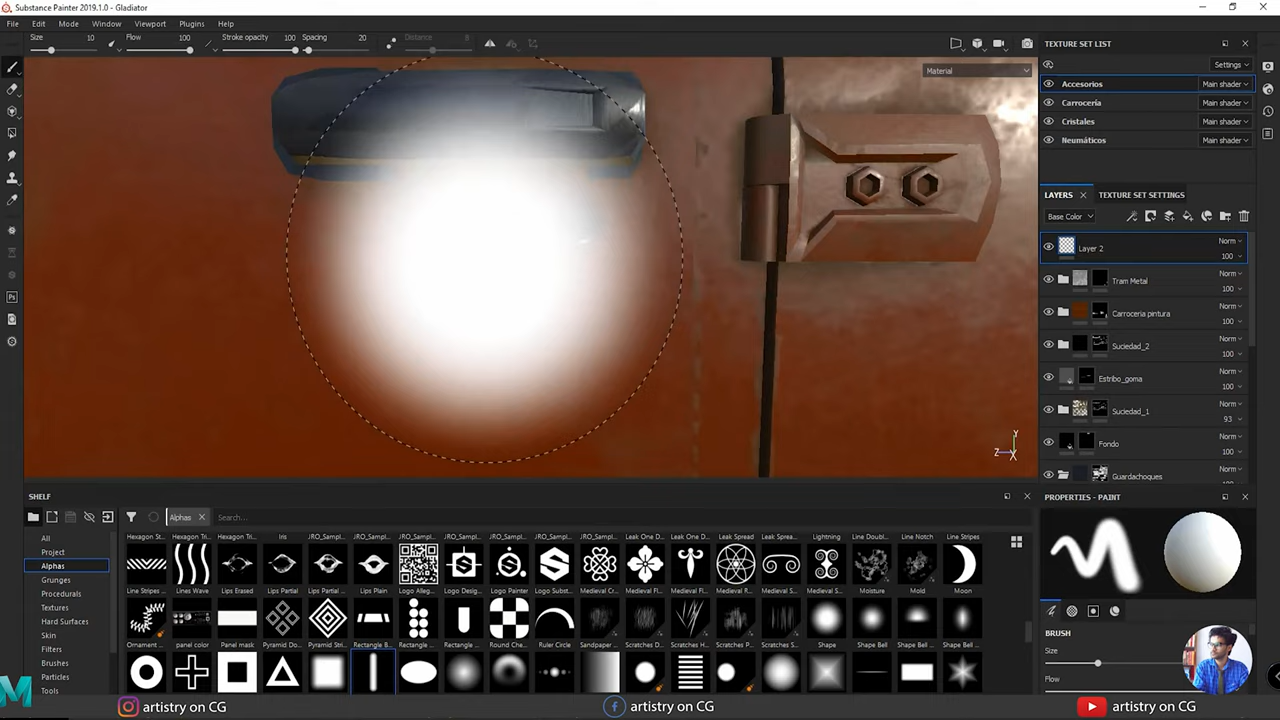 Substance Painter 2019.1.0 - Gladiator
File Edit Mode Window Viewport Plugins Help
Size 10 Flow 100 Stroke opacity 100 Spacing 20 Distance 8
Material
TEXTURE SET LIST
Settings
Accesorios Main shader
Carrocería Main shader
Cristales Main shader
Neumáticos Main shader
LAYERS TEXTURE SET SETTINGS
Base Color
Layer 2 Norm 100
Tram Metal Norm 100
Carroceria pintura Norm 100
Suciedad_2 Norm 100
Estribo_goma Norm 100
Suciedad_1 Norm 93
Fondo Norm 100
Guardachoques Norm
Y
Z X
SHELF
Alphas Search...
All
Project
Alphas
Grunges
Procedurals
Textures
Hard Surfaces
Skin
Filters
Brushes
Particles
Tools
Hexagon St... Hexagon Tri... Hexagon Tri... Iris JRO_Sampl... JRO_Sampl... JRO_Sampl... JRO_Sampl... JRO_Sampl... Leak One D... Leak One D... Leak One D... Leak Spread Leak Sprea... Lightning Line Doubl... Line Notch Line Stripes
Line Stripes ... Lines Wave Lips Erased Lips Partial Lips Partial ... Lips Plain Logo Alleg... Logo Desig... Logo Painter Logo Subst... Medieval Cr... Medieval Fl... Medieval Fl... Medieval R... Medieval S... Medieval S... Moisture Mold Moon
Ornament ... panel color Panel mask Pyramid Do... Pyramid Stri... Rectangle B... Rectangle ... Rectangle ... Round Che... Ruler Circle Sandpaper ... Scratches D... Scratches H... Scratches P... Scratches S... Shape Shape Bell Shape Bell ... Shape Bell ...
PROPERTIES - PAINT
BRUSH
Size
Flow
artistry on CG
artistry on CG
artistry on CG